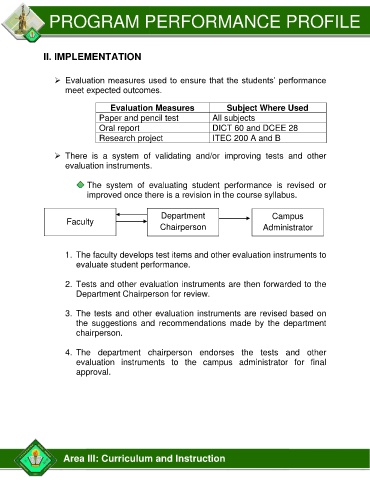 PROGRAM PERFORMANCE PROFILE
II. IMPLEMENTATION
➢ Evaluation measures used to ensure that the students' performance
meet expected outcomes.
Evaluation Measures Subject Where Used
Paper and pencil test All subjects
Oral report DICT 60 and DCEE 28
Research project ITEC 200 A and B
➢ There is a system of validating and/or improving tests and other
evaluation instruments.
The system of evaluating student performance is revised or
improved once there is a revision in the course syllabus.
Faculty
Department
Chairperson
Campus
Administrator
1. The faculty develops test items and other evaluation instruments to
evaluate student performance.
2. Tests and other evaluation instruments are then forwarded to the
Department Chairperson for review.
3. The tests and other evaluation instruments are revised based on
the suggestions and recommendations made by the department
chairperson.
4. The department chairperson endorses the tests and other
evaluation instruments to the campus administrator for final
approval.
Area III: Curriculum and Instruction